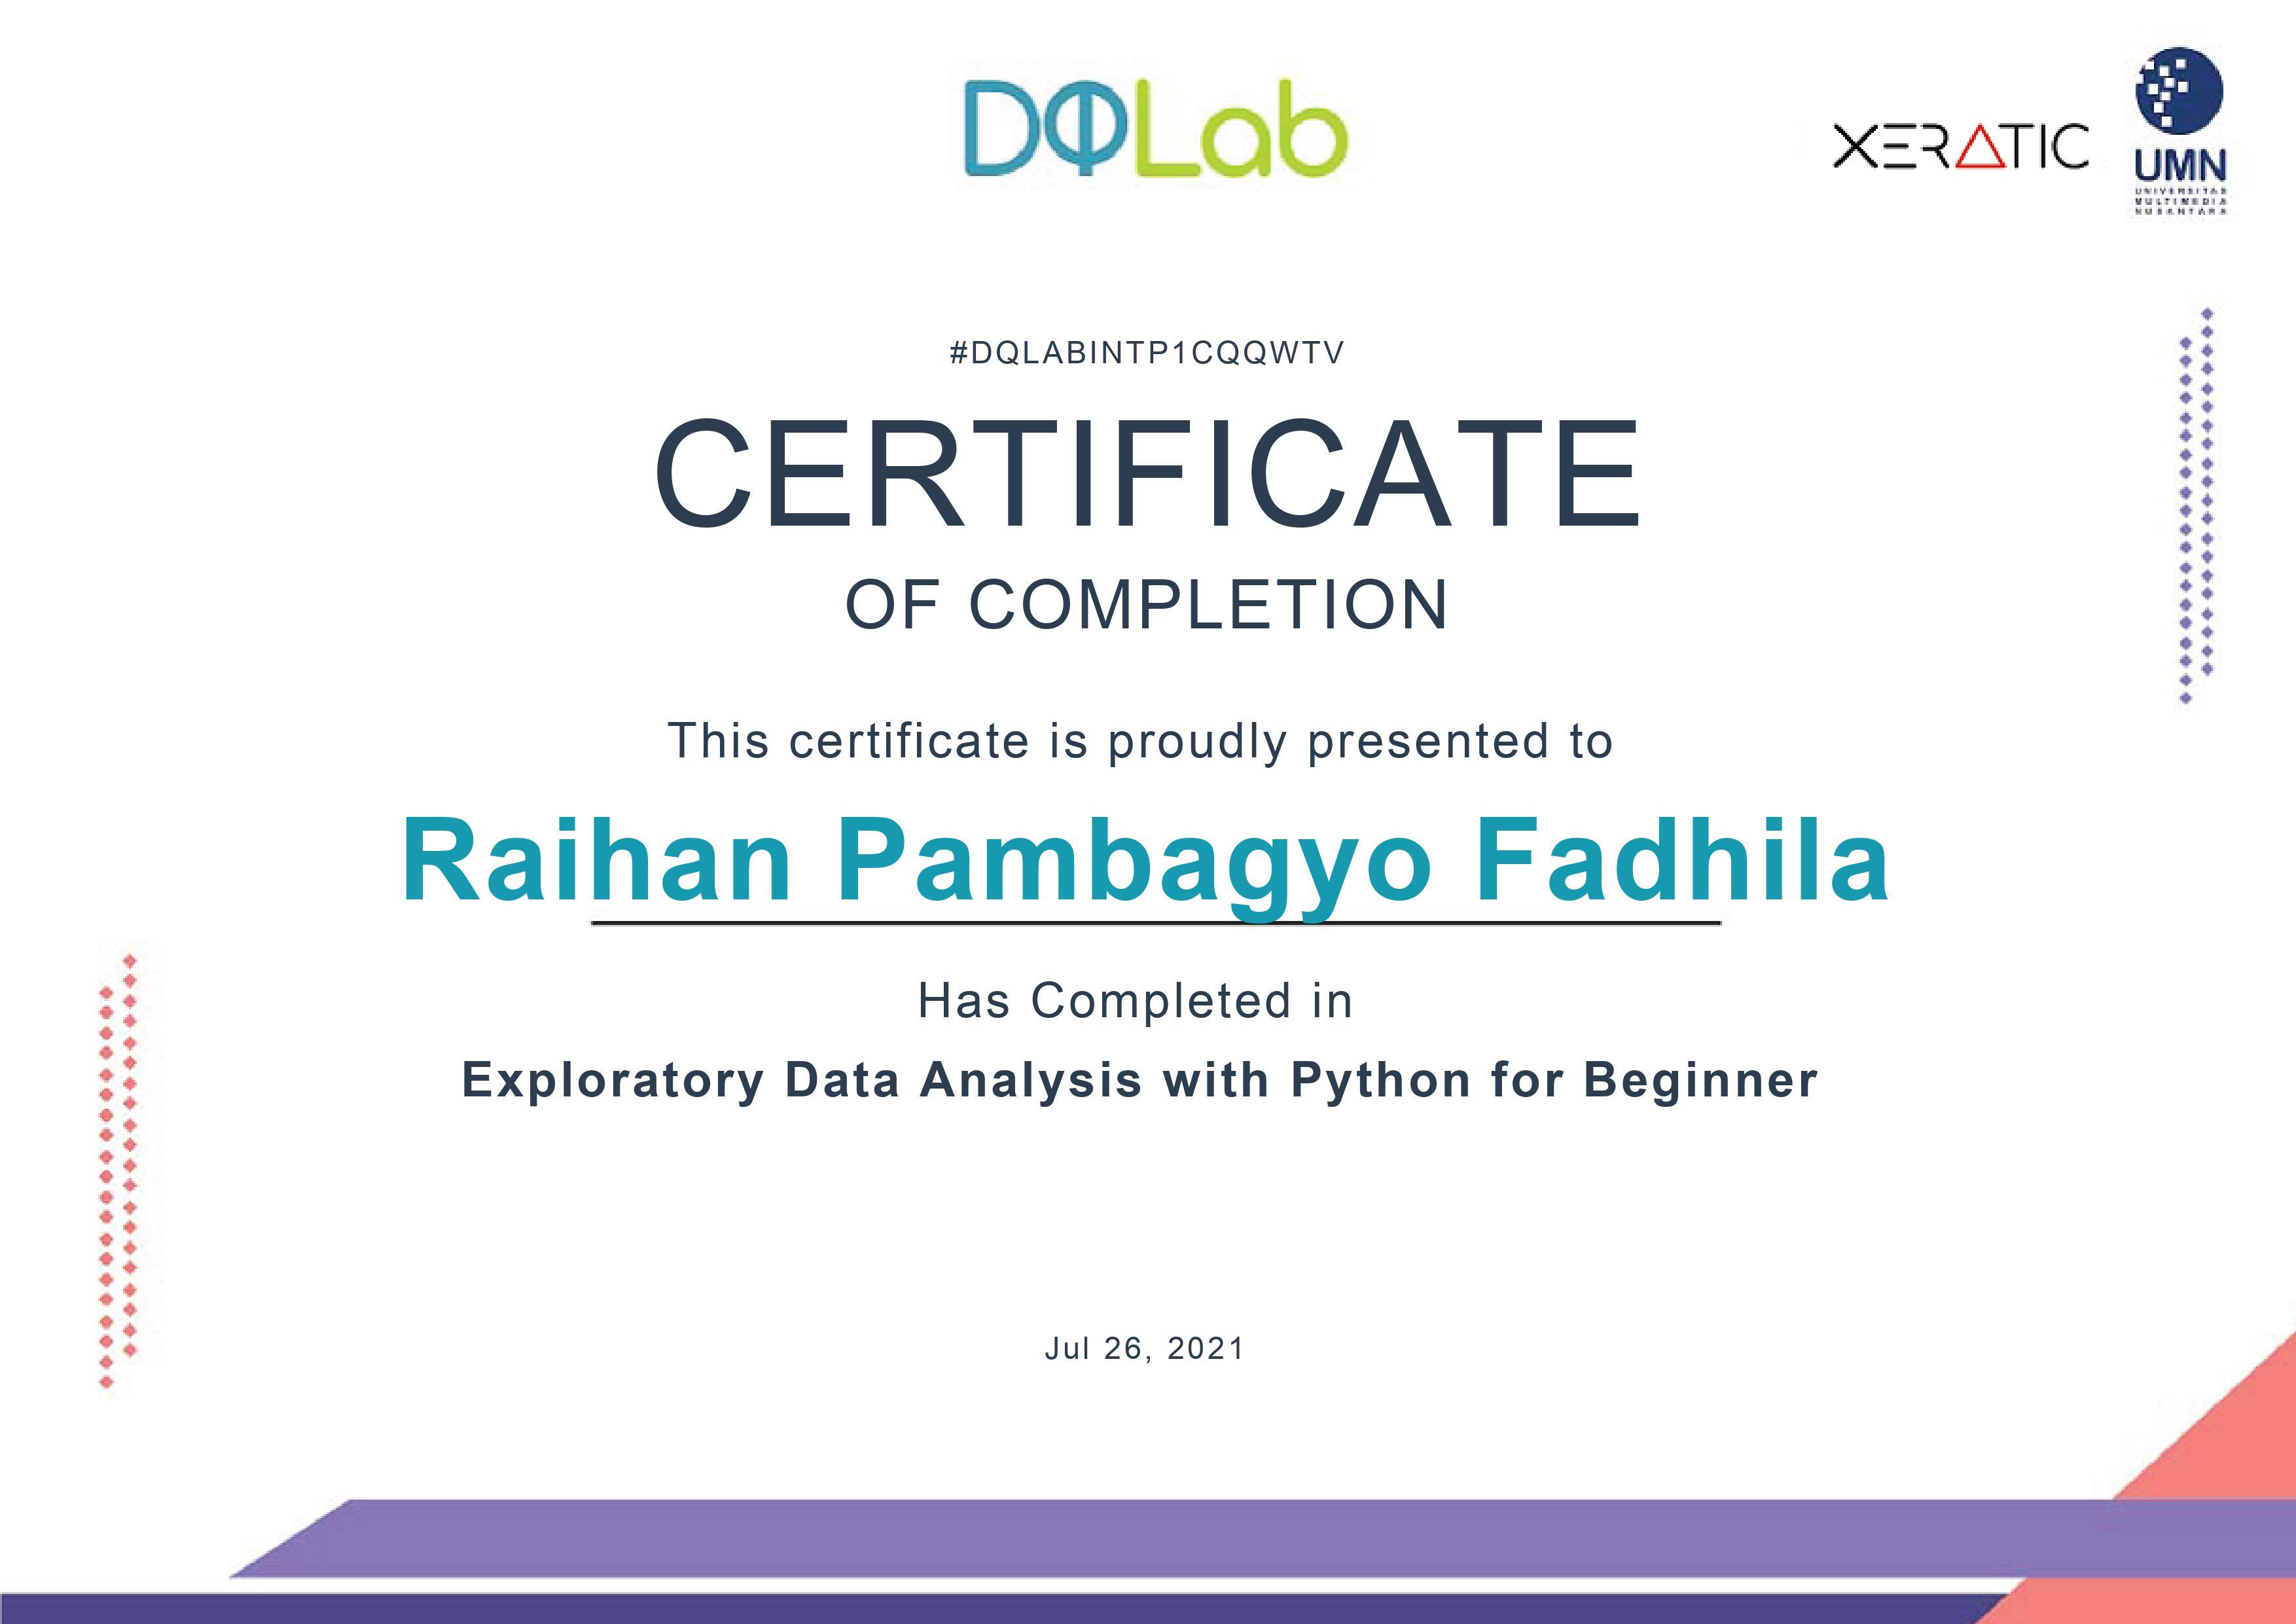 DQLab
XERATIC
UMN
UNIVERSITAS
MULTIMEDIA
NUSANTARA
#DQLABINTP1CQQWTV
CERTIFICATE
OF COMPLETION
This certificate is proudly presented to
Raihan Pambagyo Fadhila
Has Completed in
Exploratory Data Analysis with Python for Beginner
Jul 26, 2021